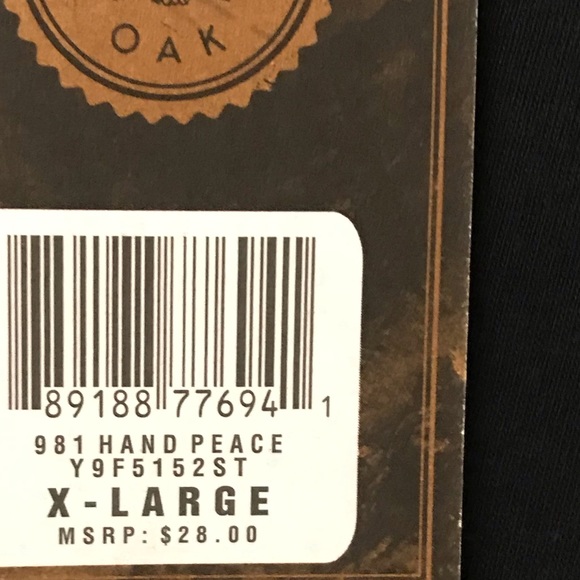 OAK
89188 77694 1
981 HAND PEACE
Y9F5152ST
X-LARGE
MSRP: $28.00